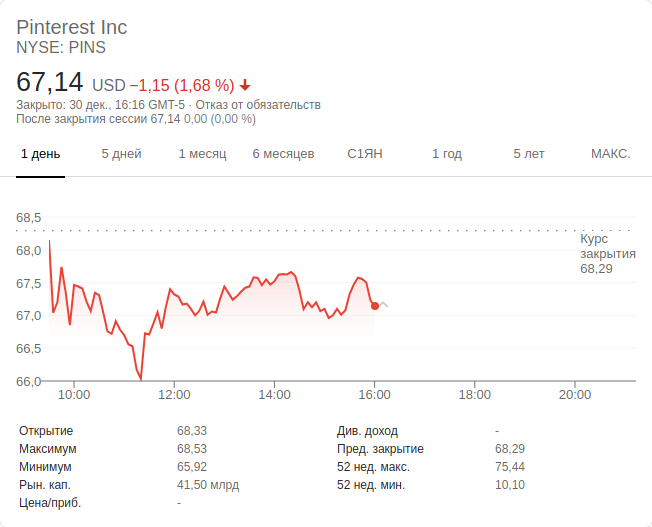 Pinterest Inc
NYSE: PINS
67,14 USD −1,15 (1,68 %)
Закрыто: 30 дек., 16:16 GMT-5 · Отказ от обязательств
После закрытия сессии 67,14 0,00 (0,00 %)
1 день 5 дней 1 месяц 6 месяцев С1ЯН 1 год 5 лет МАКС.
68,5
68,0
67,5
67,0
66,5
66,0
Курс
закрытия
68,29
10:00 12:00 14:00 16:00 18:00 20:00
Открытие 68,33 Див. доход -
Максимум 68,53 Пред. закрытие 68,29
Минимум 65,92 52 нед. макс. 75,44
Рын. кап. 41,50 млрд 52 нед. мин. 10,10
Цена/приб. -